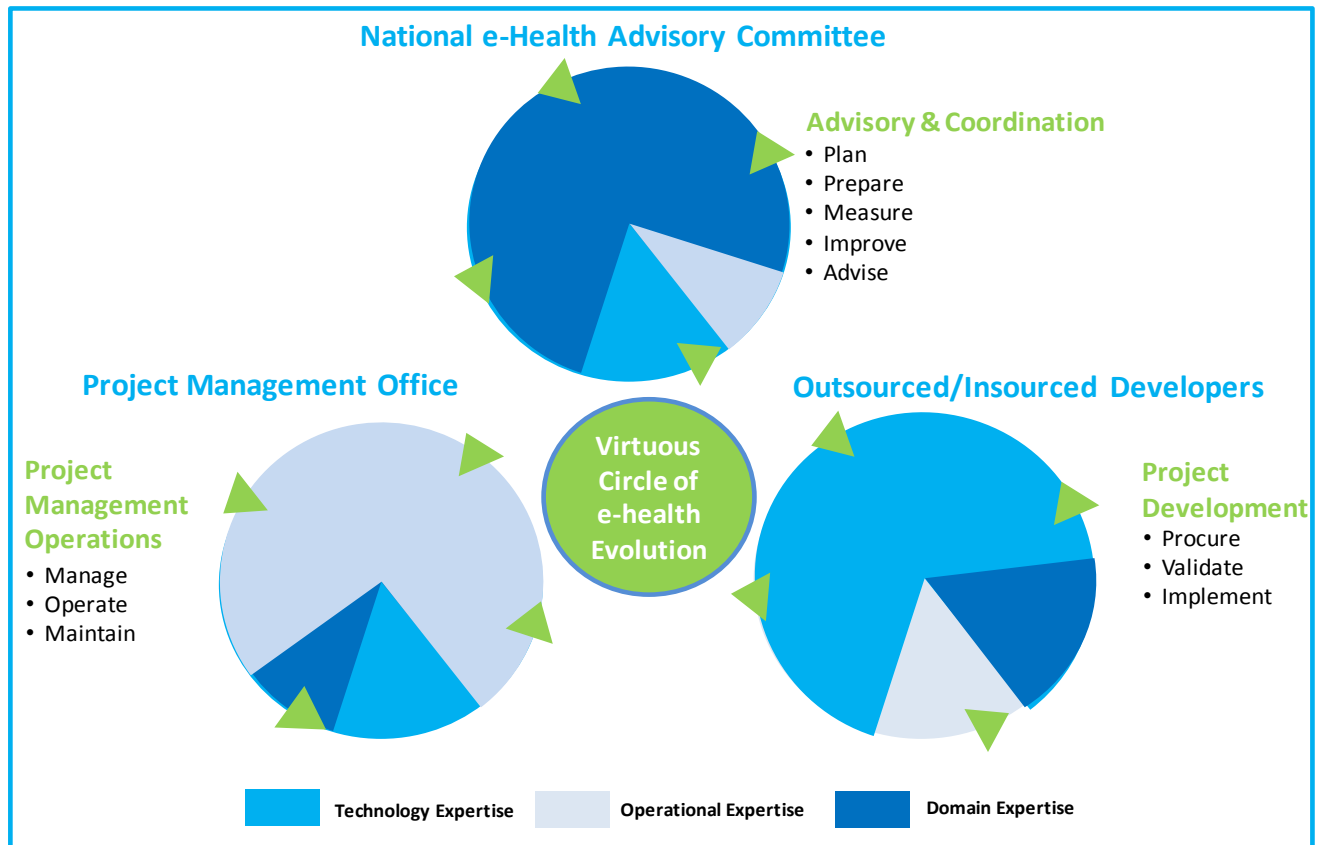 National e-Health Advisory Committee
Advisory & Coordination
• Plan
• Prepare
• Measure
• Improve
• Advise
Project Management Office
Project
Management
Operations
• Manage
• Operate
• Maintain
Virtuous
Circle of
e-health
Evolution
Outsourced/Insourced Developers
Project
Development
• Procure
• Validate
• Implement
Technology Expertise
Operational Expertise
Domain Expertise